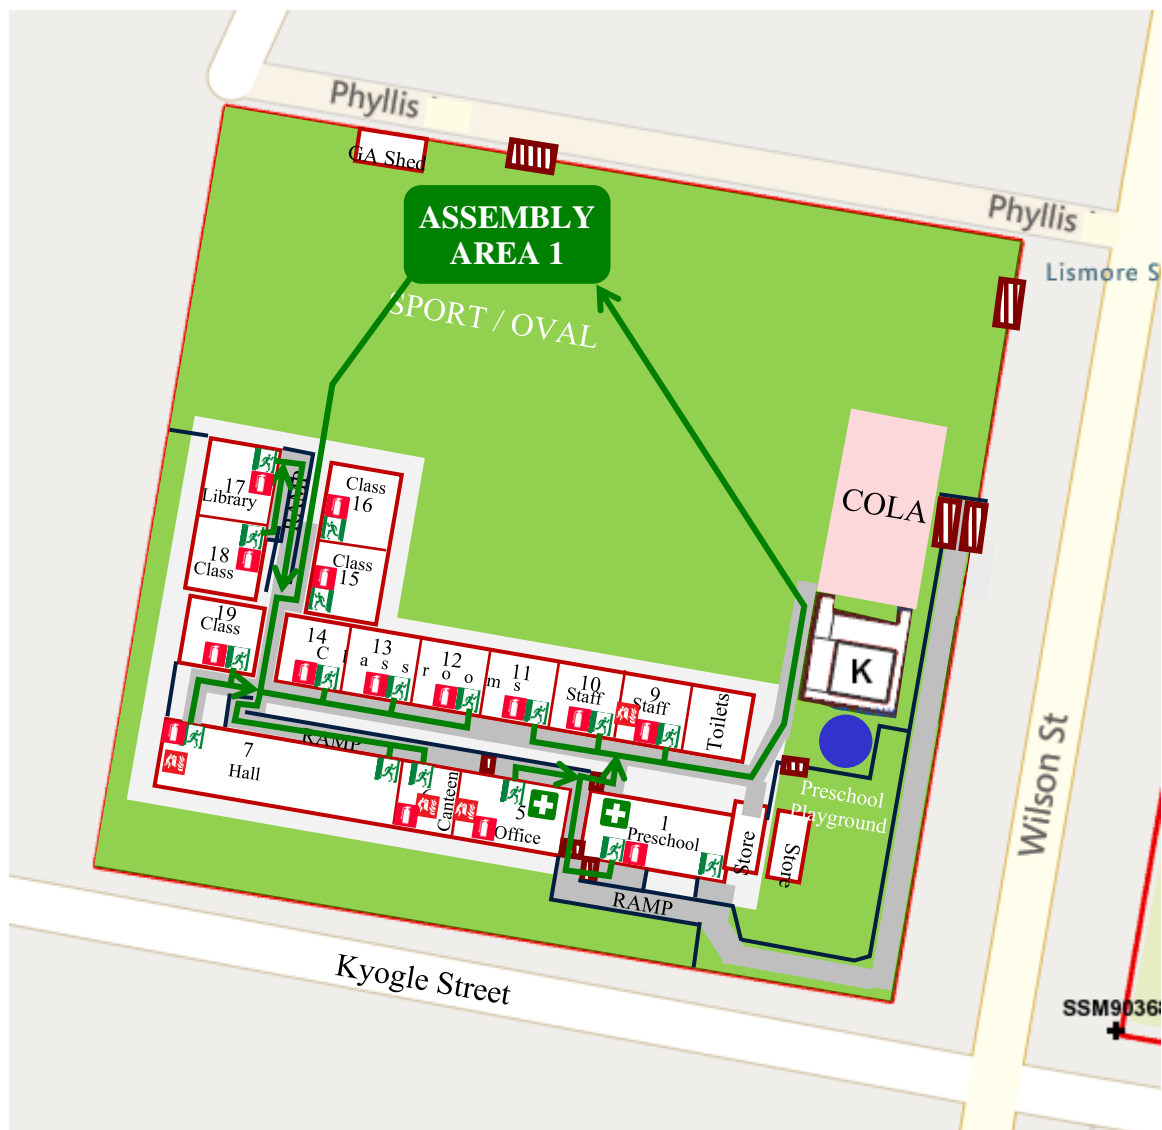 Phyllis
GA Shed
Phyllis
Lismore S
ASSEMBLY
AREA 1
SPORT / OVAL
COLA
17
Library
RAMP
Class
16
18
Class
Class
15
19
Class
14
13
12
11
10
Staff
9
Staff
Toilets
C l a s s r o o m s
K
RAMP
7
Hall
Canteen
5
Office
1
Preschool
Store
Store
Preschool
Playground
RAMP
Wilson St
Kyogle Street
SSM90368